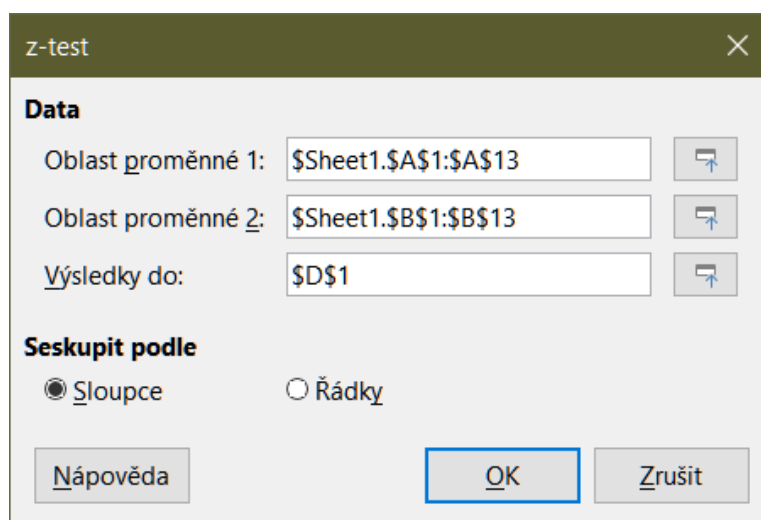 z-test
Data
Oblast proměnné 1: $Sheet1.$A$1:$A$13
Oblast proměnné 2: $Sheet1.$B$1:$B$13
Výsledky do: $D$1
Seskupit podle
Sloupce Řádky
Nápověda OK Zrušit